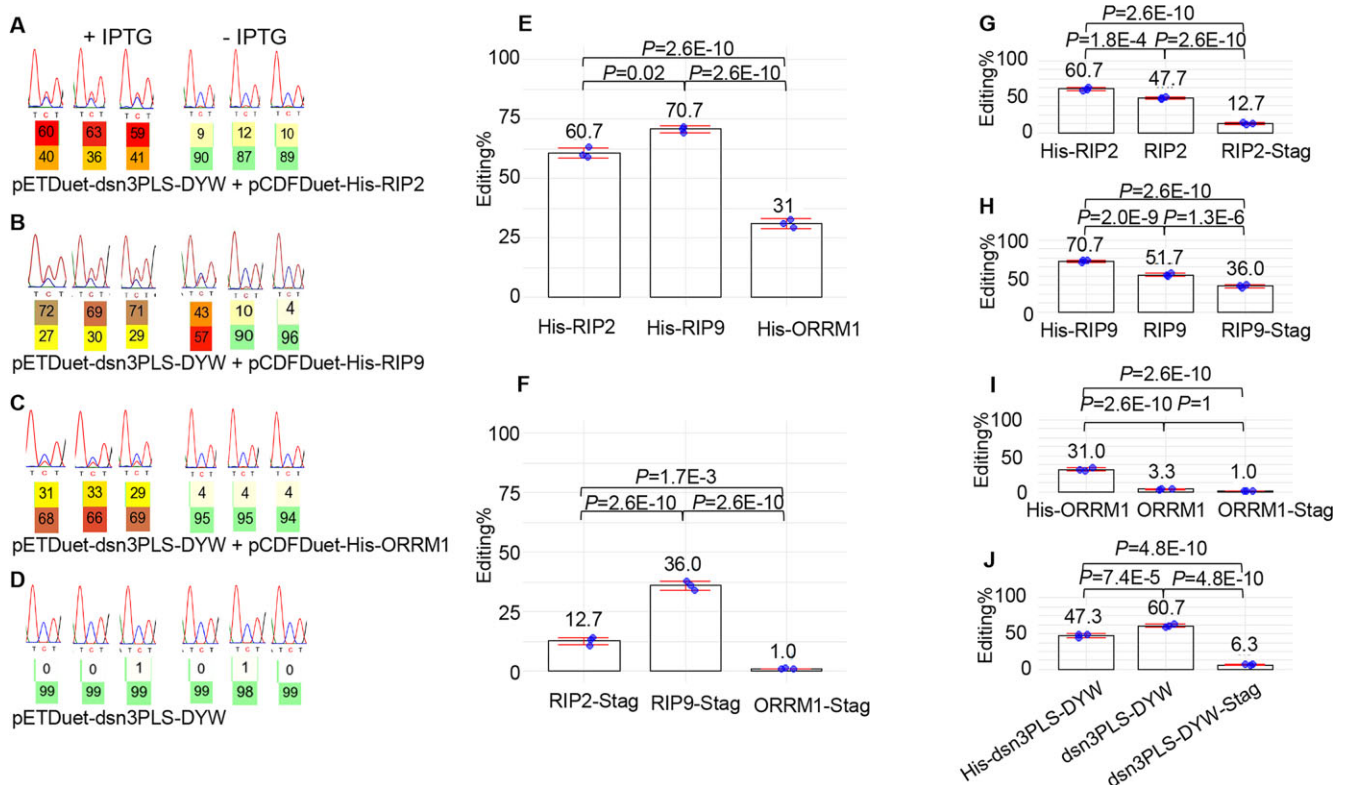 A
+ IPTG - IPTG
T C T T C T T C T T C T T C T T C T
60 63 59 9 12 10
40 36 41 90 87 89
pETDuet-dsn3PLS-DYW + pCDFDuet-His-RIP2
B
T C T T C T T C T T C T T C T T C T
72 69 71 43 10 4
27 30 29 57 90 96
pETDuet-dsn3PLS-DYW + pCDFDuet-His-RIP9
C
T C T T C T T C T T C T T C T T C T
31 33 29 4 4 4
68 66 69 95 95 94
pETDuet-dsn3PLS-DYW + pCDFDuet-His-ORRM1
D
T C T T C T T C T T C T T C T T C T
0 0 1 0 1 0
99 99 99 99 98 99
pETDuet-dsn3PLS-DYW
E
P=2.6E-10
P=0.02 P=2.6E-10
100
75
50
25
0
Editing%
60.7 70.7 31
His-RIP2 His-RIP9 His-ORRM1
F
100
75
50
25
0
Editing%
P=1.7E-3
P=2.6E-10 P=2.6E-10
12.7 36.0 1.0
RIP2-Stag RIP9-Stag ORRM1-Stag
G
P=2.6E-10
P=1.8E-4 P=2.6E-10
100
50
0
Editing%
60.7 47.7 12.7
His-RIP2 RIP2 RIP2-Stag
H
P=2.6E-10
P=2.0E-9 P=1.3E-6
100
50
0
Editing%
70.7 51.7 36.0
His-RIP9 RIP9 RIP9-Stag
I
P=2.6E-10
P=2.6E-10 P=1
100
50
0
Editing%
31.0 3.3 1.0
His-ORRM1 ORRM1 ORRM1-Stag
J
P=4.8E-10
P=7.4E-5 P=4.8E-10
100
50
0
Editing%
47.3 60.7 6.3
His-dsn3PLS-DYW
dsn3PLS-DYW
dsn3PLS-DYW-Stag